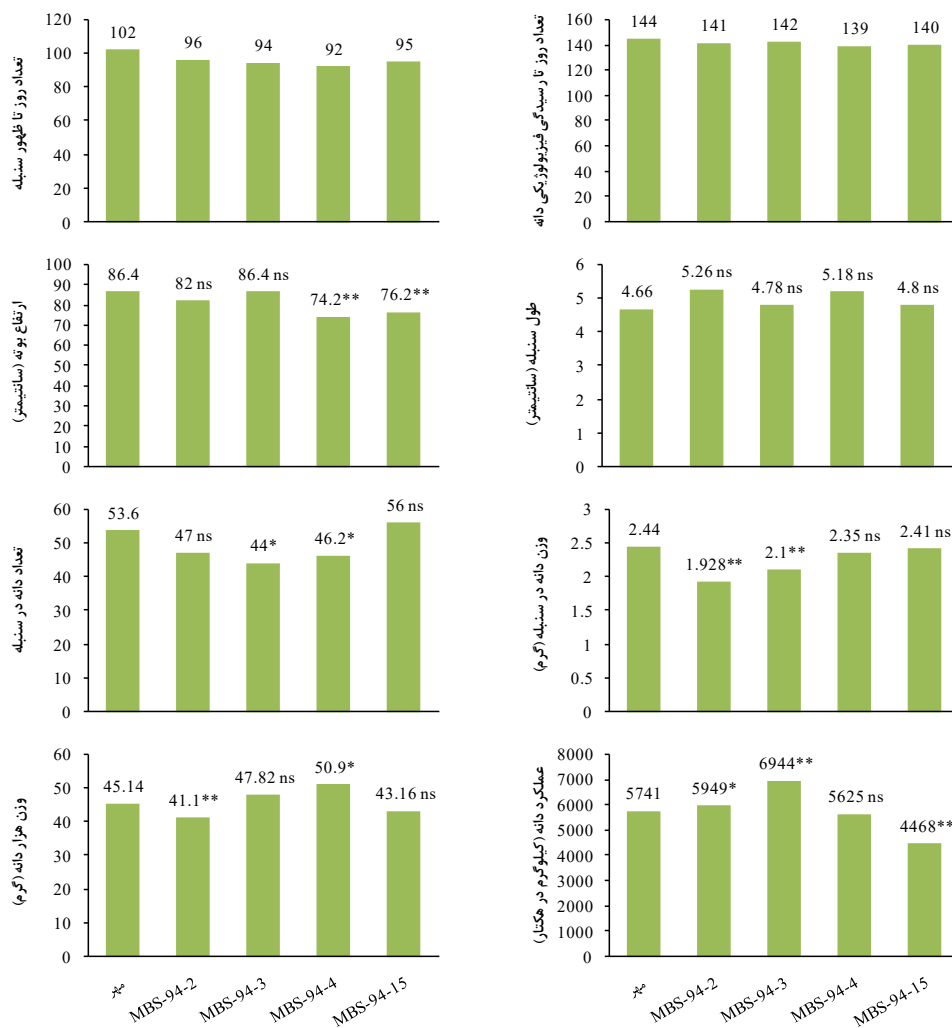 تعداد روز تا ظهور سنبله
120
100
80
60
40
20
0
102
96
94
92
95
تعداد روز تا رسیدگی فیزیولوژیکی دانه
160
140
120
100
80
60
40
20
0
144
141
142
139
140
ارتفاع بوته (سانتیمتر)
100
90
80
70
60
50
40
30
20
10
0
86.4
82 ns
86.4 ns
74.2**
76.2**
طول سنبله (سانتیمتر)
6
5
4
3
2
1
0
4.66
5.26 ns
4.78 ns
5.18 ns
4.8 ns
تعداد دانه در سنبله
60
50
40
30
20
10
0
53.6
47 ns
44*
46.2*
56 ns
وزن دانه در سنبله (گرم)
3
2.5
2
1.5
1
0.5
0
2.44
1.928**
2.1**
2.35 ns
2.41 ns
وزن هزار دانه (گرم)
60
50
40
30
20
10
0
45.14
41.1**
47.82 ns
50.9*
43.16 ns
مهر
MBS-94-2
MBS-94-3
MBS-94-4
MBS-94-15
عملکرد دانه (کیلوگرم در هکتار)
8000
7000
6000
5000
4000
3000
2000
1000
0
5741
5949*
6944**
5625 ns
4468**
مهر
MBS-94-2
MBS-94-3
MBS-94-4
MBS-94-15